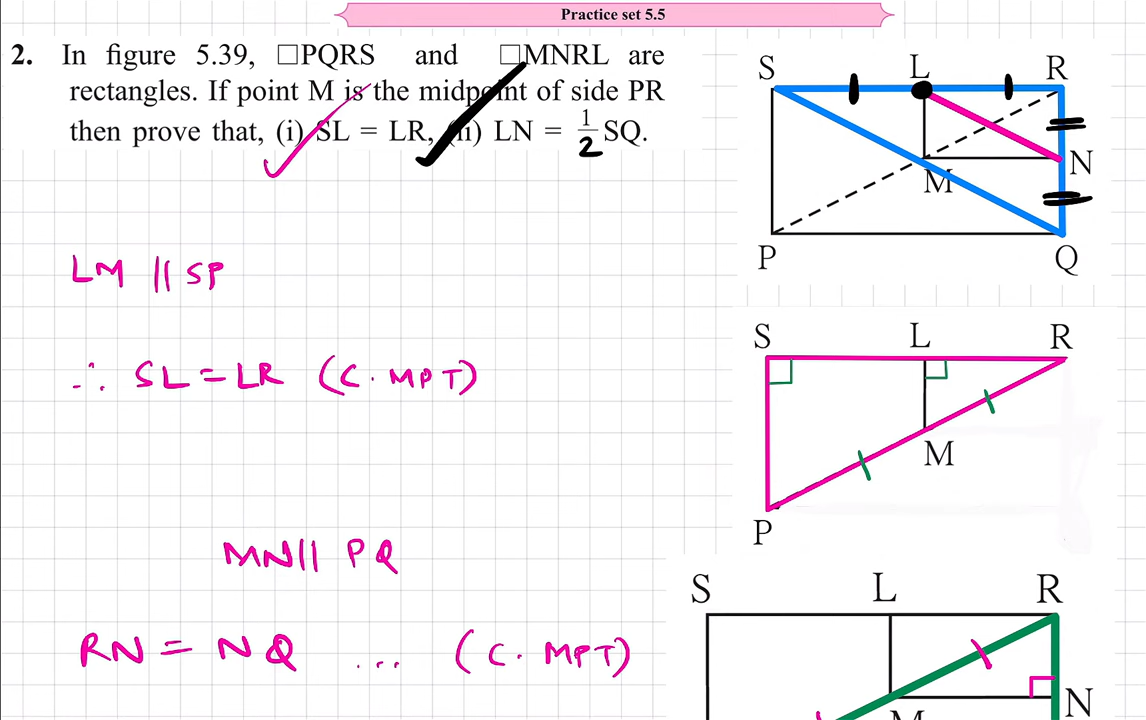 Practice set 5.5
2. In figure 5.39, □PQRS and □MNRL are
rectangles. If point M is the midpoint of side PR
then prove that, (i) SL = LR, (ii) LN = 1/2 SQ.
S L R
M N
P Q
LM || SP
∴ SL = LR (C. MPT)
S L R
M
P
MN || PQ
RN = NQ ... (C. MPT)
S L R
M N